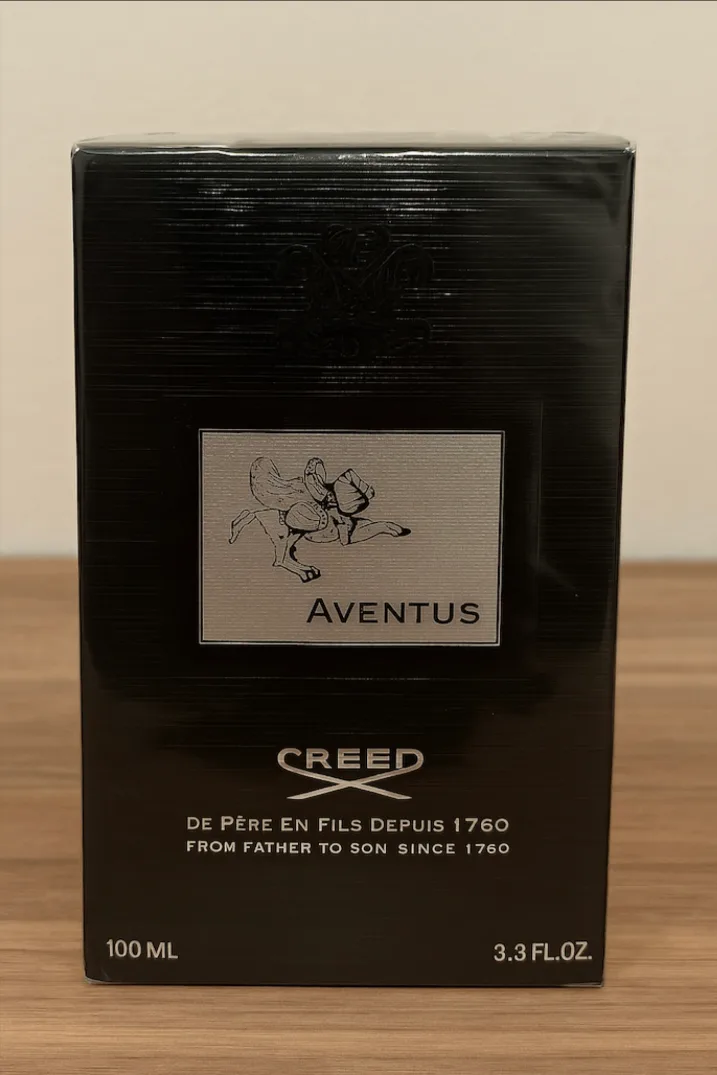 AVENTUS
CREED
DE PĒRE EN FILS DEPUIS 1760
FROM FATHER TO SON SINCE 1760
100 ML
3.3 FL.OZ.